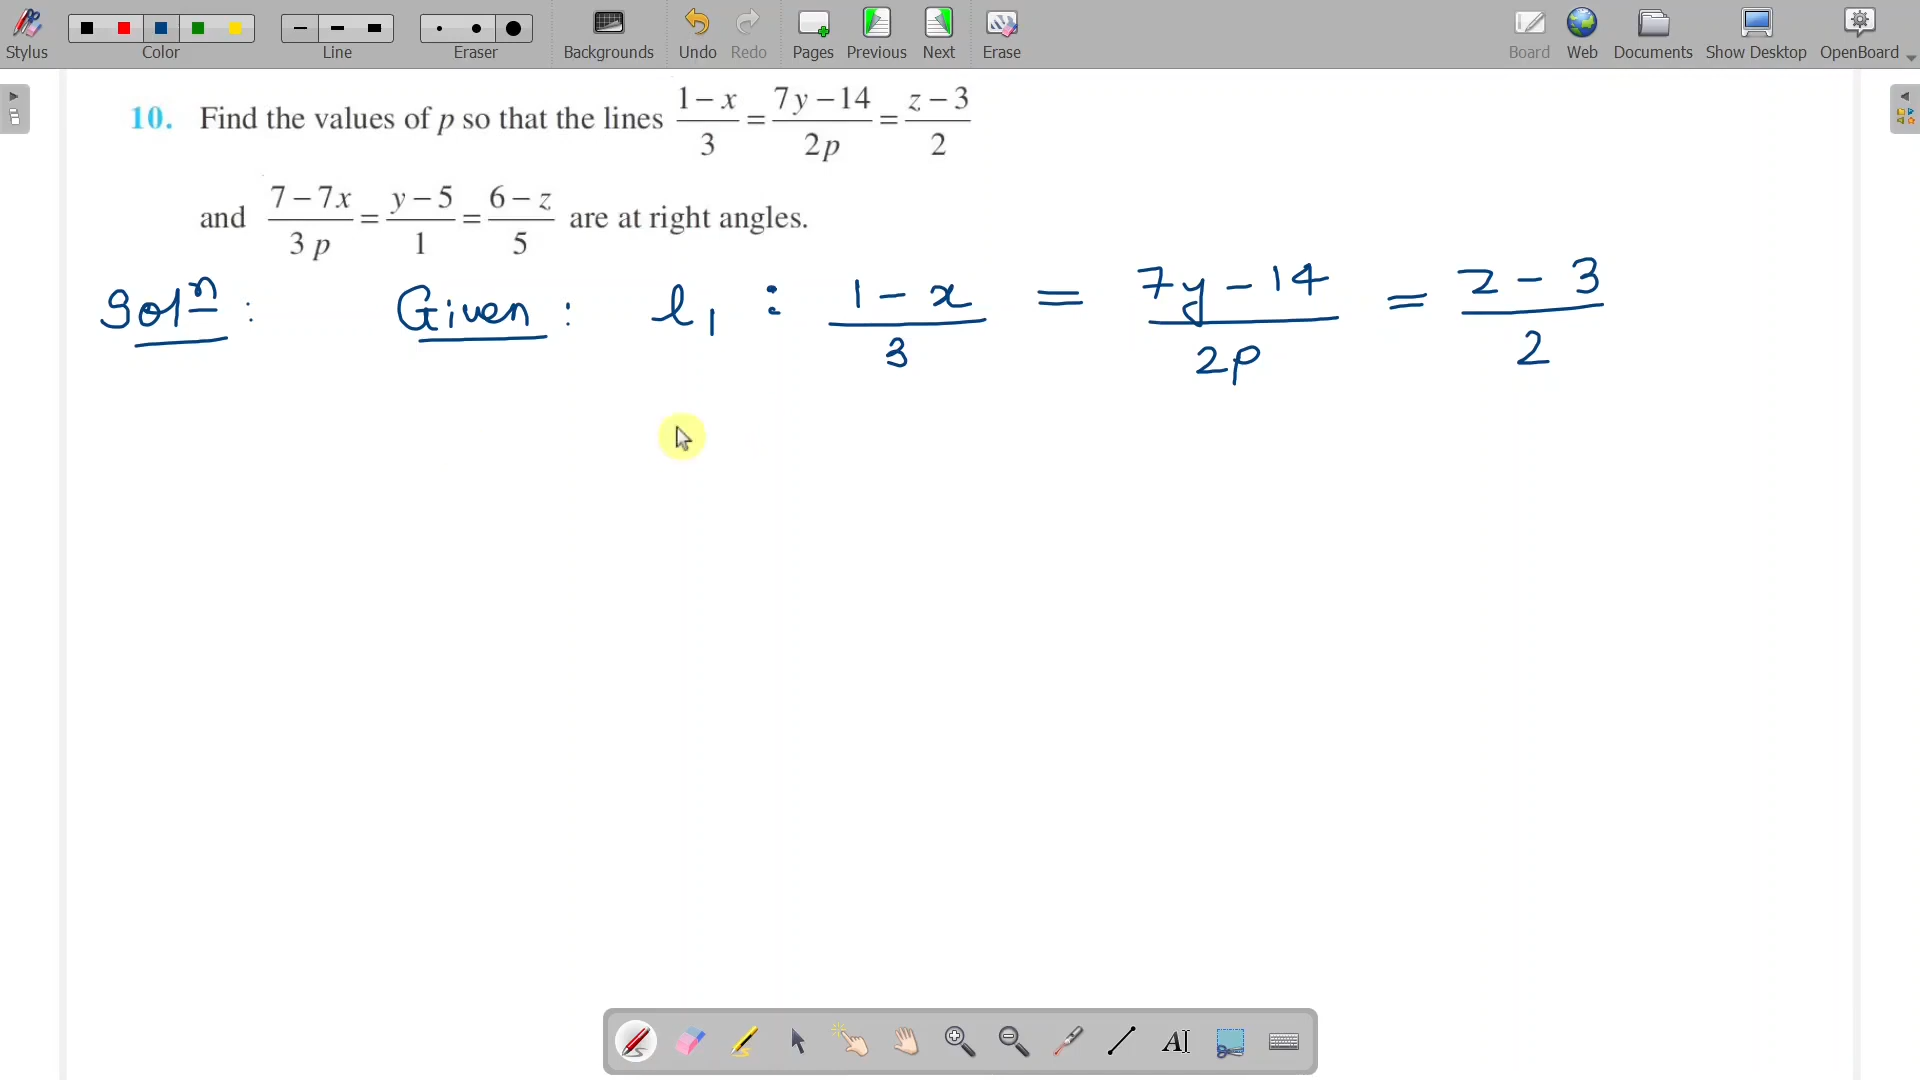 Stylus Color Line Eraser Backgrounds Undo Redo Pages Previous Next Erase Board Web Documents Show Desktop OpenBoard
10. Find the values of p so that the lines (1 – x)/3 = (7y – 14)/2p = (z – 3)/2
and (7 – 7x)/3p = (y – 5)/1 = (6 – z)/5 are at right angles.
Solⁿ : Given : l₁ : (1 – x)/3 = (7y – 14)/2p = (z – 3)/2
AI